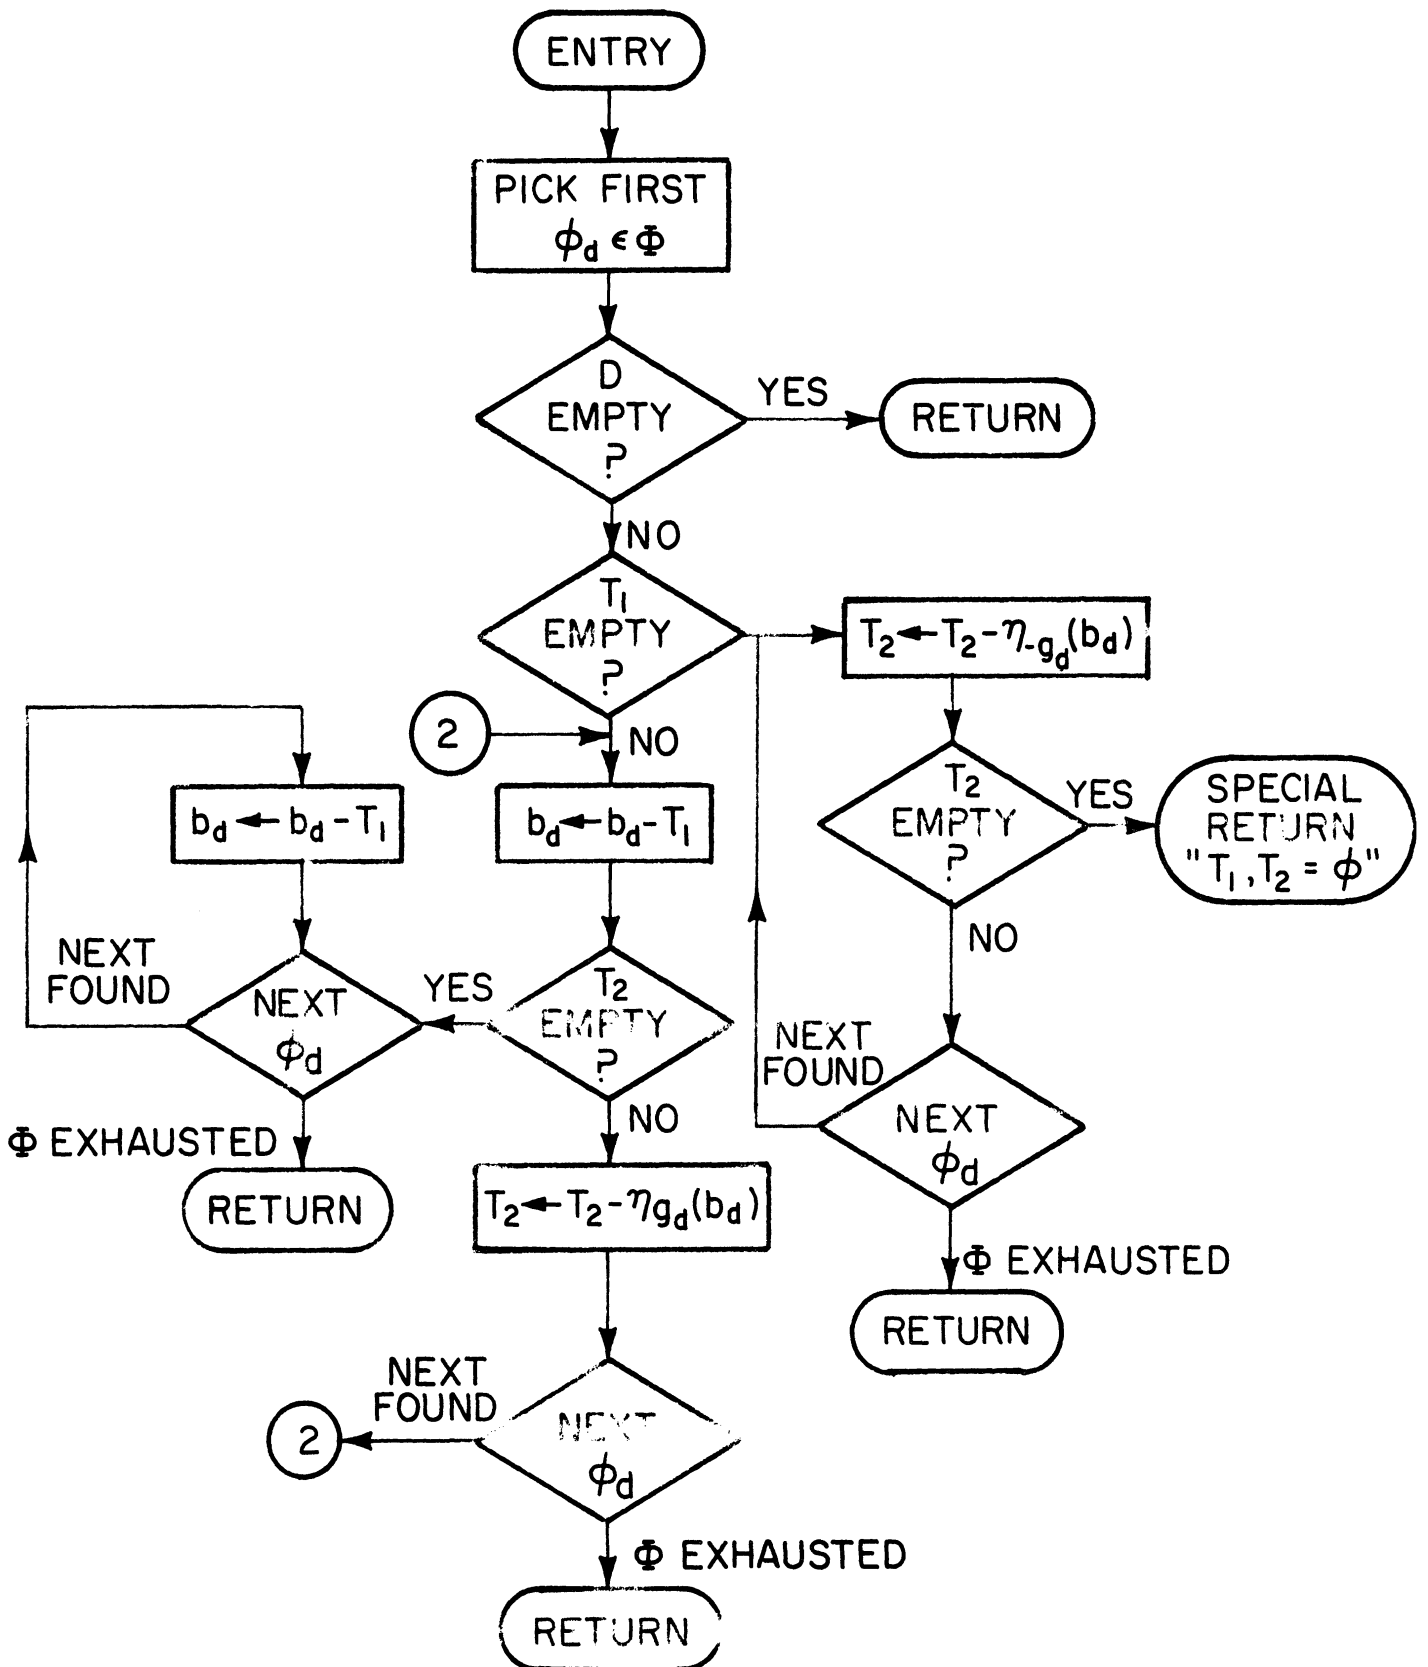 ENTRY
PICK FIRST
ϕd ϵ Φ
D
EMPTY
?
YES
RETURN
NO
T1
EMPTY
?
T2 ← T2 - η-gd(bd)
2
NO
T2
EMPTY
?
YES
SPECIAL
RETURN
"T1, T2 = ϕ"
bd ← bd - T1
bd ← bd - T1
NO
NEXT
FOUND
NEXT
ϕd
YES
T2
EMPTY
?
NEXT
FOUND
NEXT
ϕd
NO
Φ EXHAUSTED
RETURN
T2 ← T2 - ηgd(bd)
Φ EXHAUSTED
RETURN
NEXT
FOUND
2
NEXT
ϕd
Φ EXHAUSTED
RETURN